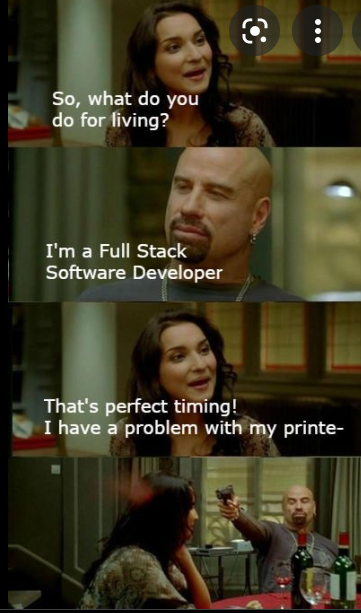 So, what do you
do for living?
I'm a Full Stack
Software Developer
That's perfect timing!
I have a problem with my printe-